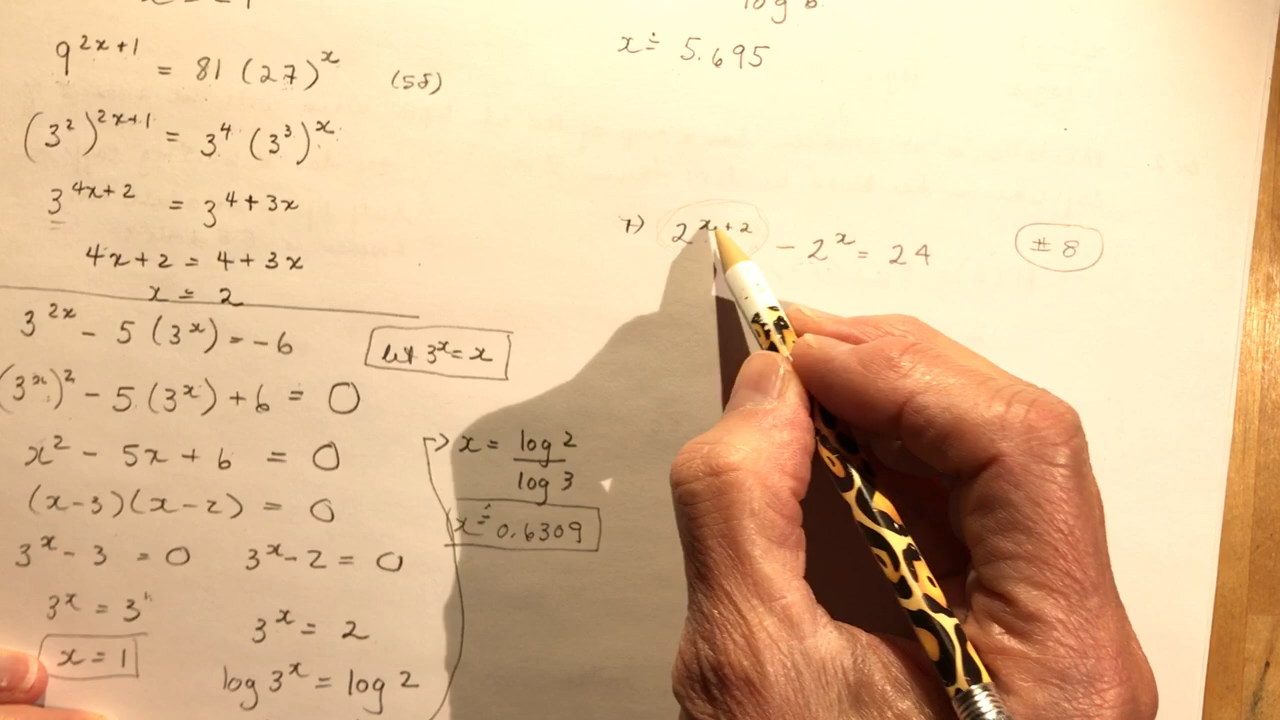 9^{2x+1} = 81 (27)^x (58)
(3^2)^{2x+1} = 3^4 (3^3)^x
3^{4x+2} = 3^{4+3x}
4x+2 = 4+3x
x = 2
3^{2x} - 5 (3^x) = -6
let 3^x = x
(3^x)^2 - 5 (3^x) + 6 = 0
x^2 - 5x + 6 = 0
(x-3)(x-2) = 0
3^x - 3 = 0 3^x - 2 = 0
3^x = 3^1
x = 1
3^x = 2
log 3^x = log 2
x = log 2 / log 3
x ≐ 0.6309
x ≐ 5.695
7) 2^{x+2} - 2^x = 24 # 8